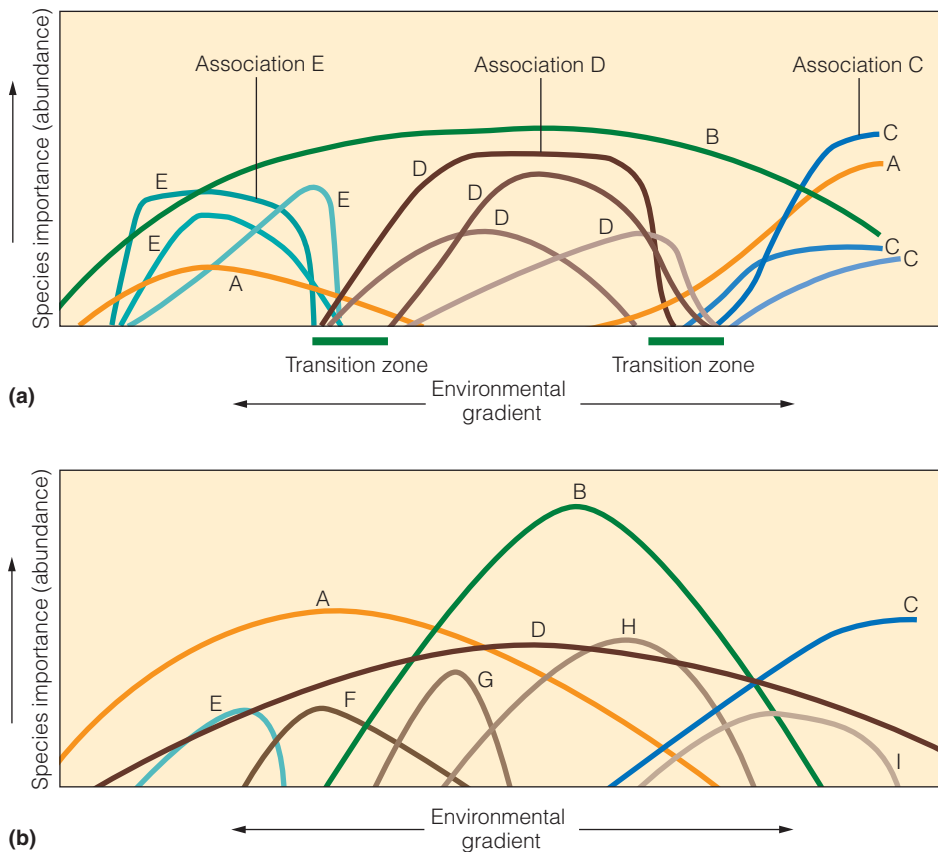 Association E
Association D
Association C
Species importance (abundance)
E
E
E
A
D
D
D
D
B
C
A
C
C
Transition zone
Transition zone
Environmental
gradient
(a)
Species importance (abundance)
B
A
D
H
C
E
F
G
I
Environmental
gradient
(b)